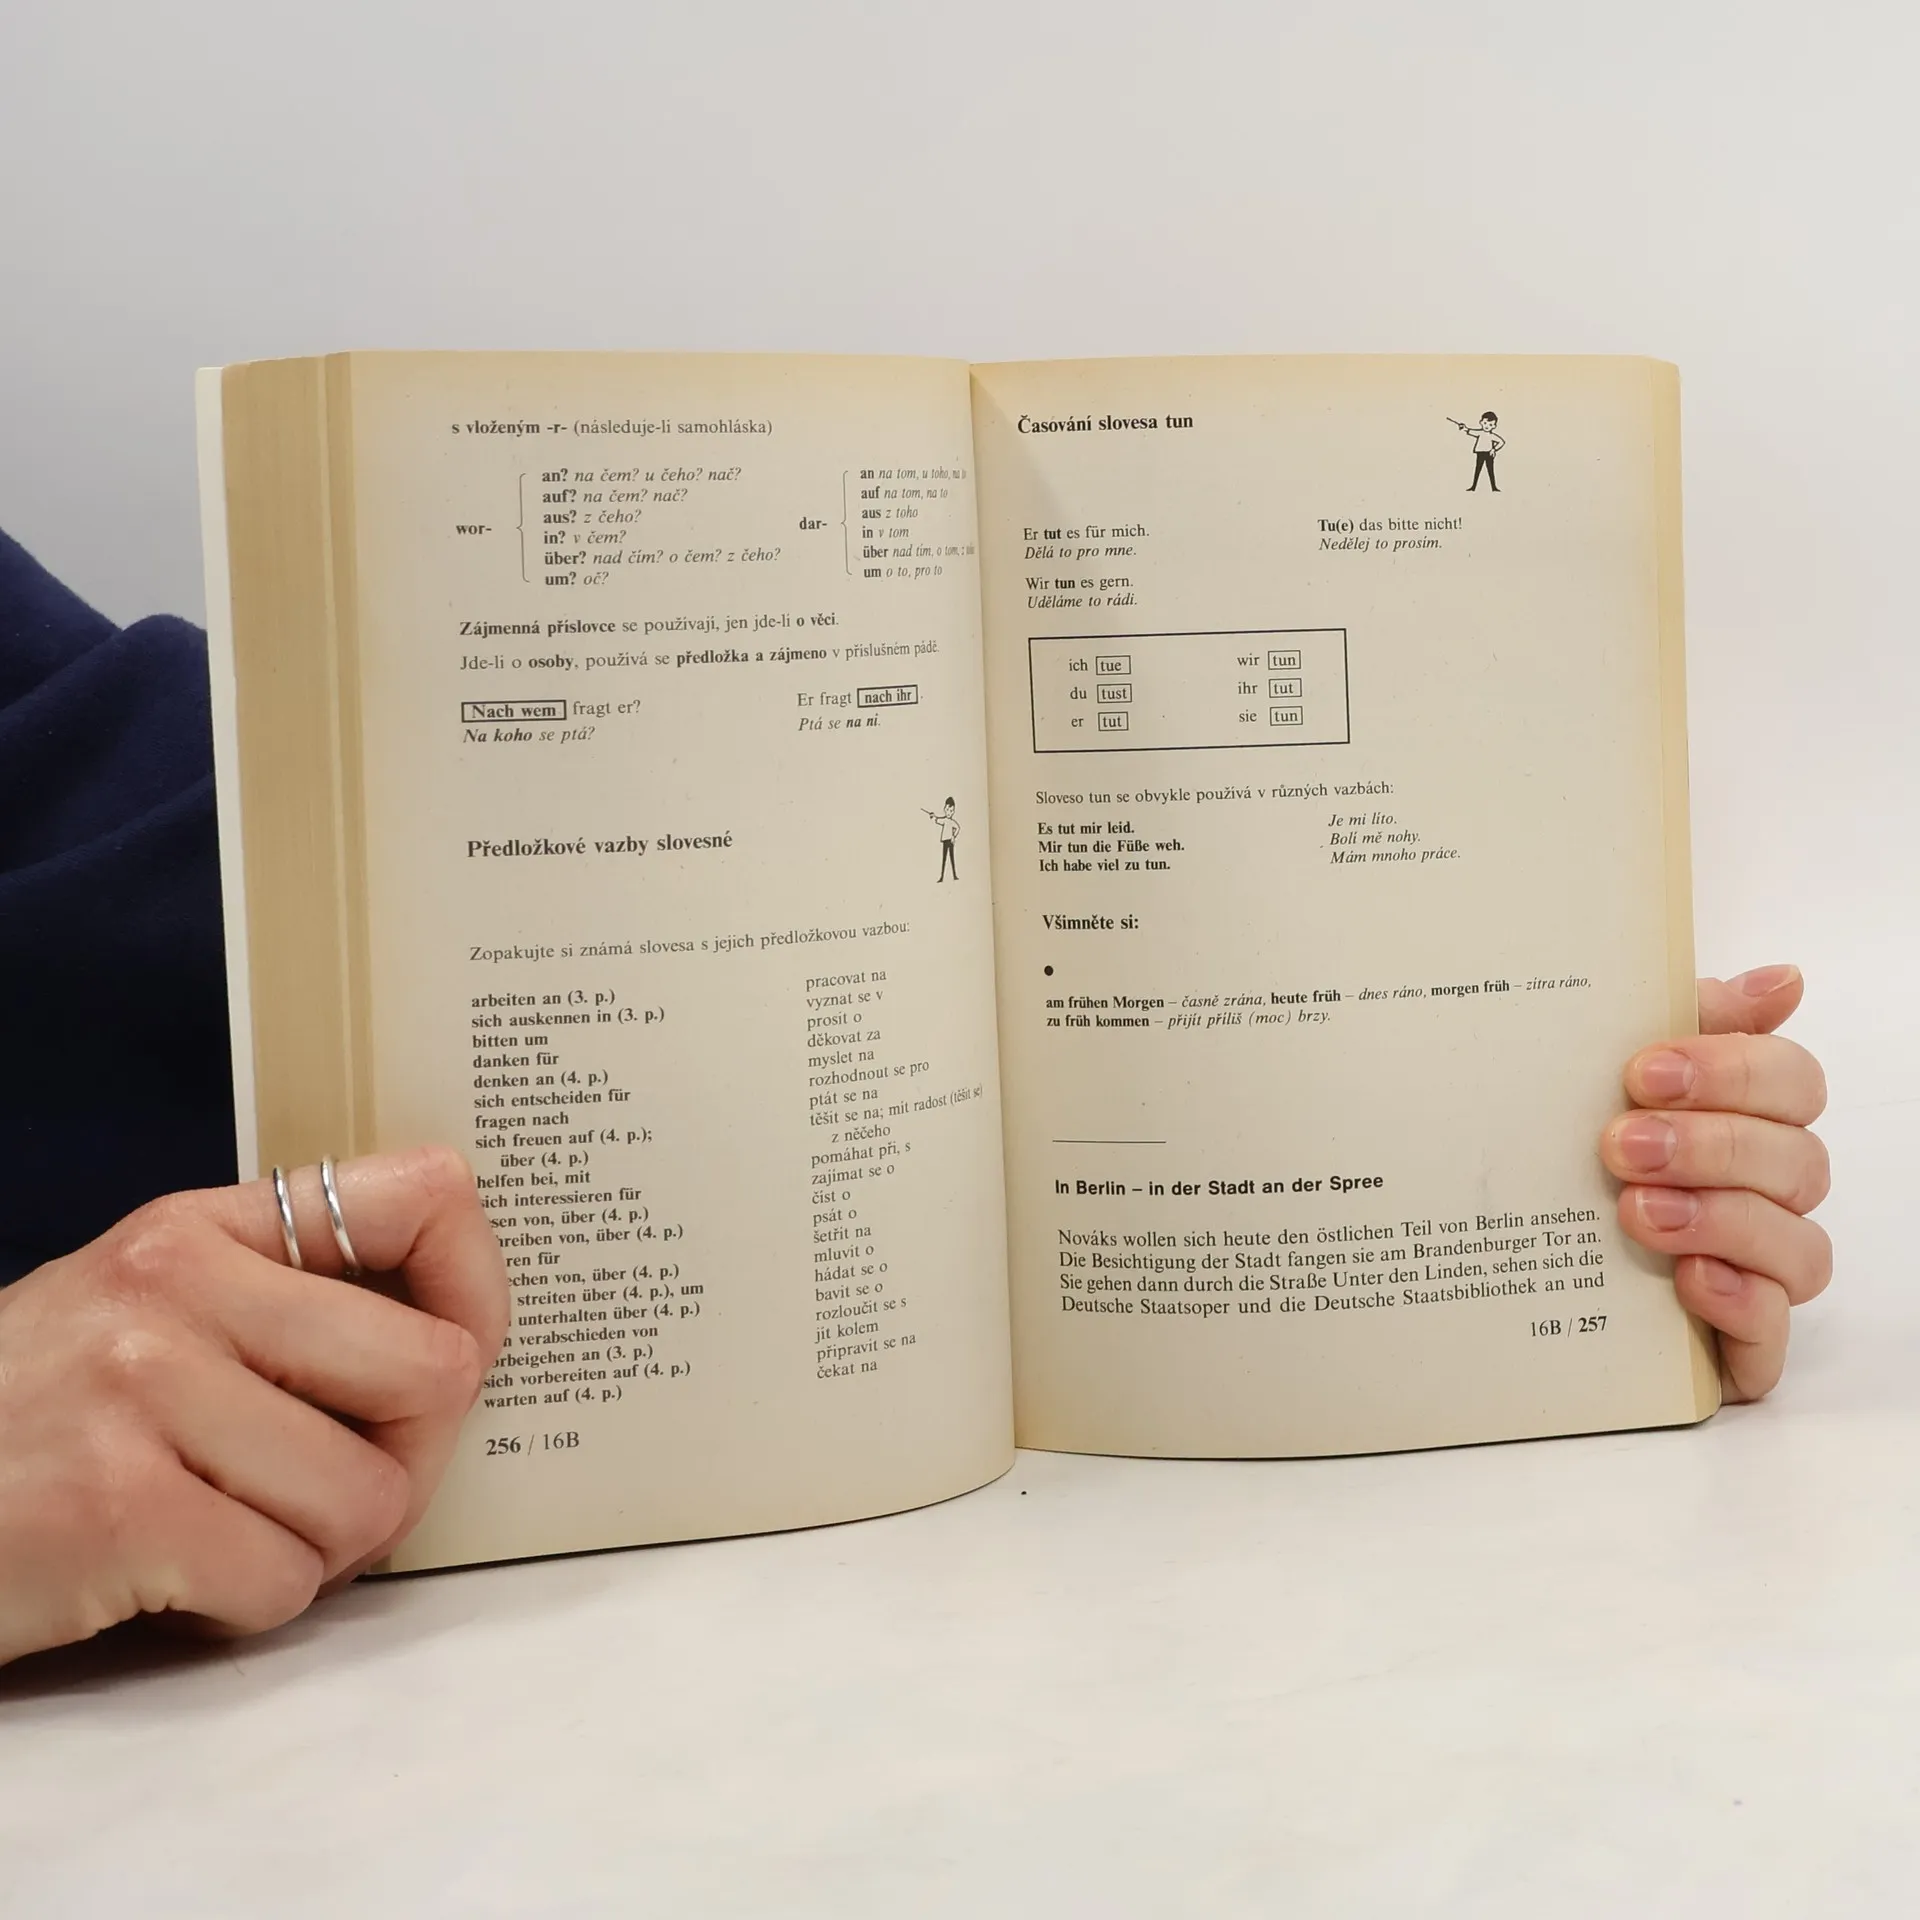 s vloženým -r- (následuje-li samohláska)
wor-
an? na čem? u čeho? nač?
auf? na čem? nač?
aus? z čeho?
in? v čem?
über? nad čím? o čem? z čeho?
um? oč?
dar-
an na tom, u toho, na to
auf na tom, na to
aus z toho
in v tom
über nad tím, o tom, z
um o to, pro to
Zájmenná příslovce se používají, jen jde-li o věci.
Jde-li o osoby, používá se předložka a zájmeno v příslušném pádě.
Nach wem fragt er?
Na koho se ptá?
Er fragt nach ihr.
Ptá se na ni.
Předložkové vazby slovesné
Zopakujte si známá slovesa s jejich předložkovou vazbou:
arbeiten an (3. p.) pracovat na
sich auskennen in (3. p.) vyznat se v
bitten um prosit o
danken für děkovat za
denken an (4. p.) myslet na
sich entscheiden für rozhodnout se pro
fragen nach ptát se na
sich freuen auf (4. p.); těšit se na; mít radost (těšit se)
über (4. p.) z něčeho
helfen bei, mit pomáhat při, s
sich interessieren für zajímat se o
sen von, über (4. p.) číst o
hreiben von, über (4. p.) psát o
ren für šetřit na
echen von, über (4. p.) mluvit o
streiten über (4. p.), um hádat se o
unterhalten über (4. p.) bavit se o
verabschieden von rozloučit se s
orbeigehen an (3. p.) jít kolem
sich vorbereiten auf (4. p.) připravit se na
warten auf (4. p.) čekat na
256 / 16B
Časování slovesa tun
Er tut es für mich.
Dělá to pro mne.
Tu(e) das bitte nicht!
Nedělej to prosím.
Wir tun es gern.
Uděláme to rádi.
ich tue wir tun
du tust ihr tut
er tut sie tun
Sloveso tun se obvykle používá v různých vazbách:
Es tut mir leid. Je mi líto.
Mir tun die Füße weh. Bolí mě nohy.
Ich habe viel zu tun. Mám mnoho práce.
Všimněte si:
●
am frühen Morgen – časně zrána, heute früh – dnes ráno, morgen früh – zítra ráno,
zu früh kommen – přijít příliš (moc) brzy.
In Berlin – in der Stadt an der Spree
Nováks wollen sich heute den östlichen Teil von Berlin ansehen.
Die Besichtigung der Stadt fangen sie am Brandenburger Tor an.
Sie gehen dann durch die Straße Unter den Linden, sehen sich die
Deutsche Staatsoper und die Deutsche Staatsbibliothek an und
16B / 257